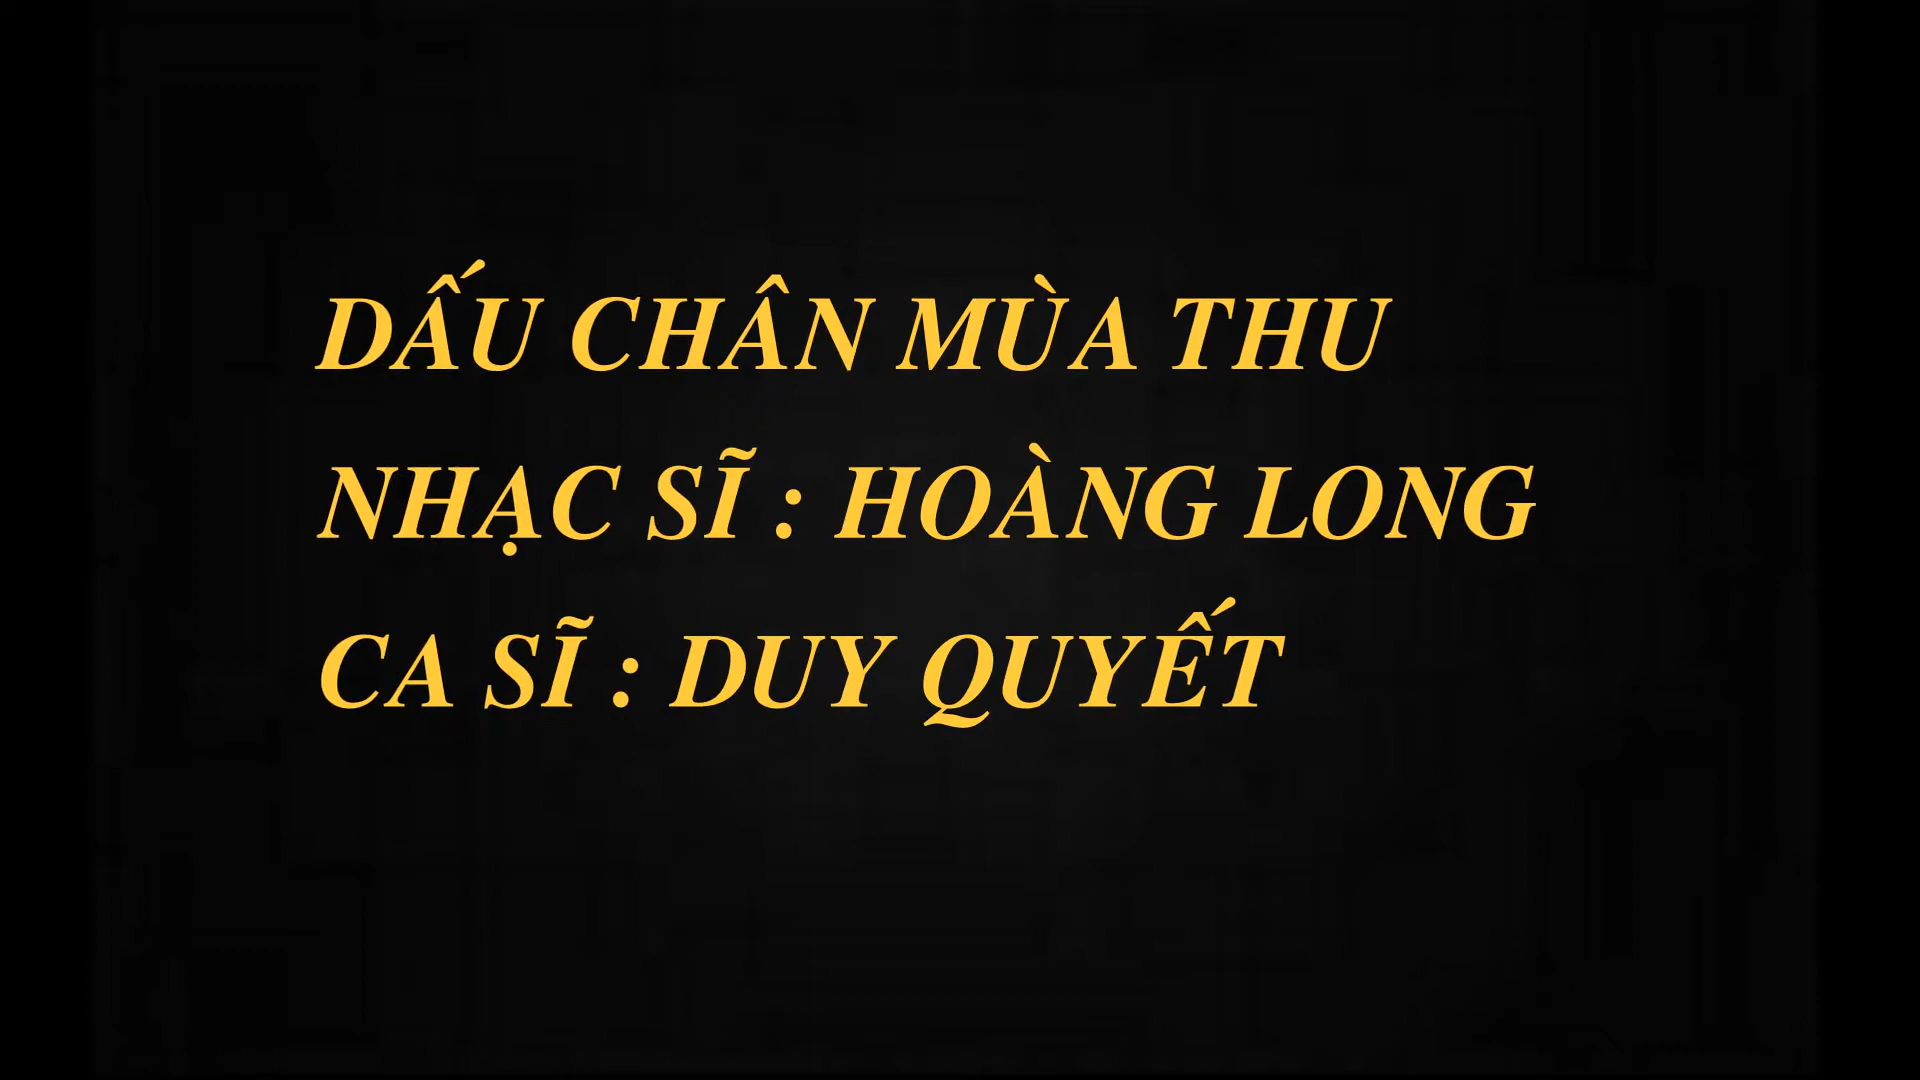 DẤU CHÂN MÙA THU
NHẠC SĨ : HOÀNG LONG
CA SĨ : DUY QUYẾT